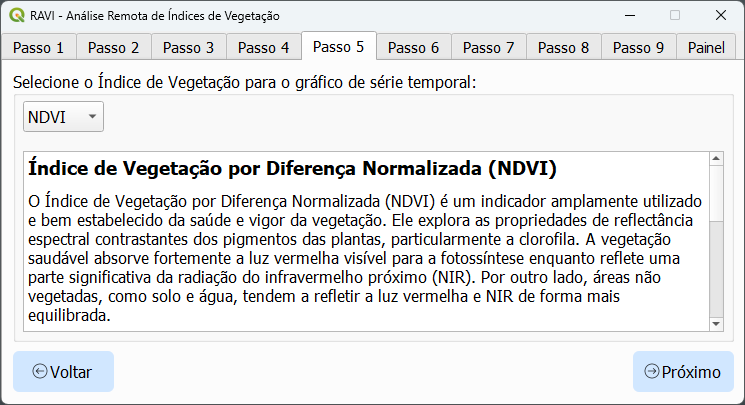 RAVI - Análise Remota de Índices de Vegetação
Passo 1 Passo 2 Passo 3 Passo 4 Passo 5 Passo 6 Passo 7 Passo 8 Passo 9 Painel
Selecione o Índice de Vegetação para o gráfico de série temporal:
NDVI
Índice de Vegetação por Diferença Normalizada (NDVI)
O Índice de Vegetação por Diferença Normalizada (NDVI) é um indicador amplamente utilizado
e bem estabelecido da saúde e vigor da vegetação. Ele explora as propriedades de reflectância
espectral contrastantes dos pigmentos das plantas, particularmente a clorofila. A vegetação
saudável absorve fortemente a luz vermelha visível para a fotossíntese enquanto reflete uma
parte significativa da radiação do infravermelho próximo (NIR). Por outro lado, áreas não
vegetadas, como solo e água, tendem a refletir a luz vermelha e NIR de forma mais
equilibrada.
Voltar Próximo